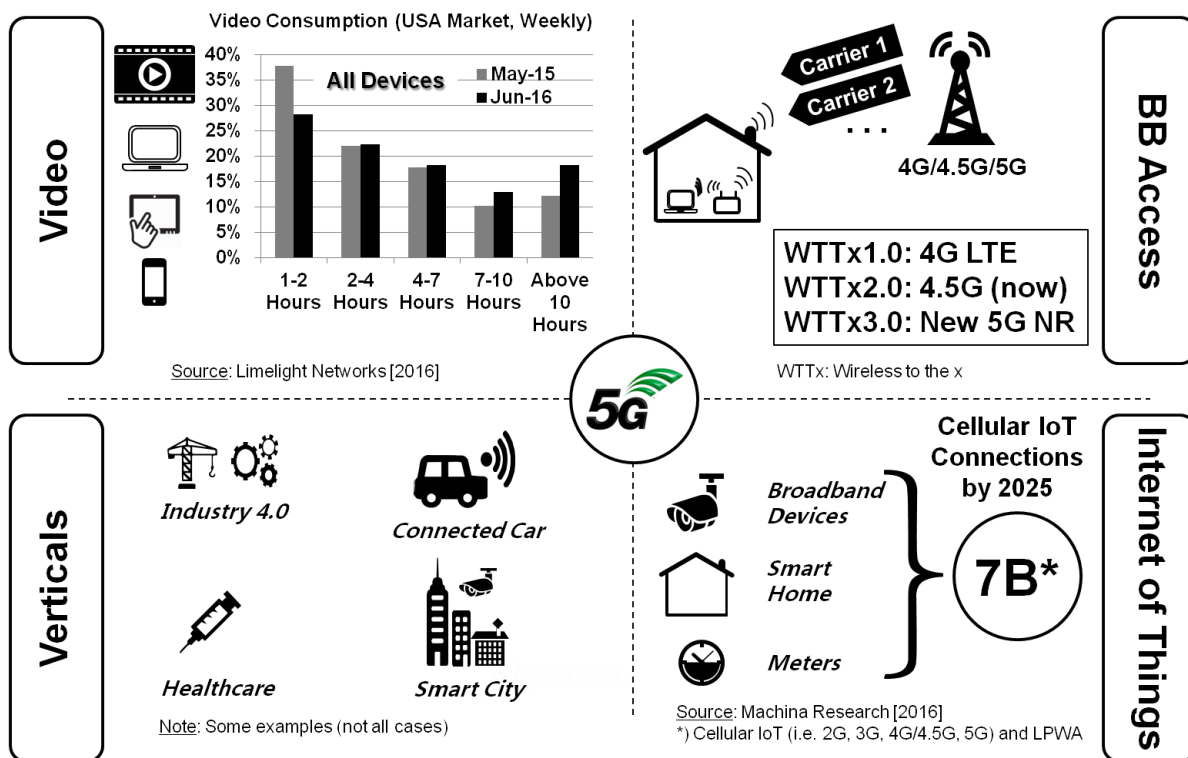 Video
Video Consumption (USA Market, Weekly)
40%
35%
30%
25%
20%
15%
10%
5%
0%
All Devices
May-15
Jun-16
1-2
Hours
2-4
Hours
4-7
Hours
7-10
Hours
Above
10
Hours
Source: Limelight Networks [2016]
BB Access
Carrier 1
Carrier 2
...
4G/4.5G/5G
WTTx1.0: 4G LTE
WTTx2.0: 4.5G (now)
WTTx3.0: New 5G NR
WTTx: Wireless to the x
5G
Verticals
Industry 4.0
Connected Car
Healthcare
Smart City
Note: Some examples (not all cases)
Internet of Things
Cellular IoT
Connections
by 2025
Broadband
Devices
Smart
Home
Meters
7B*
Source: Machina Research [2016]
*) Cellular IoT (i.e. 2G, 3G, 4G/4.5G, 5G) and LPWA